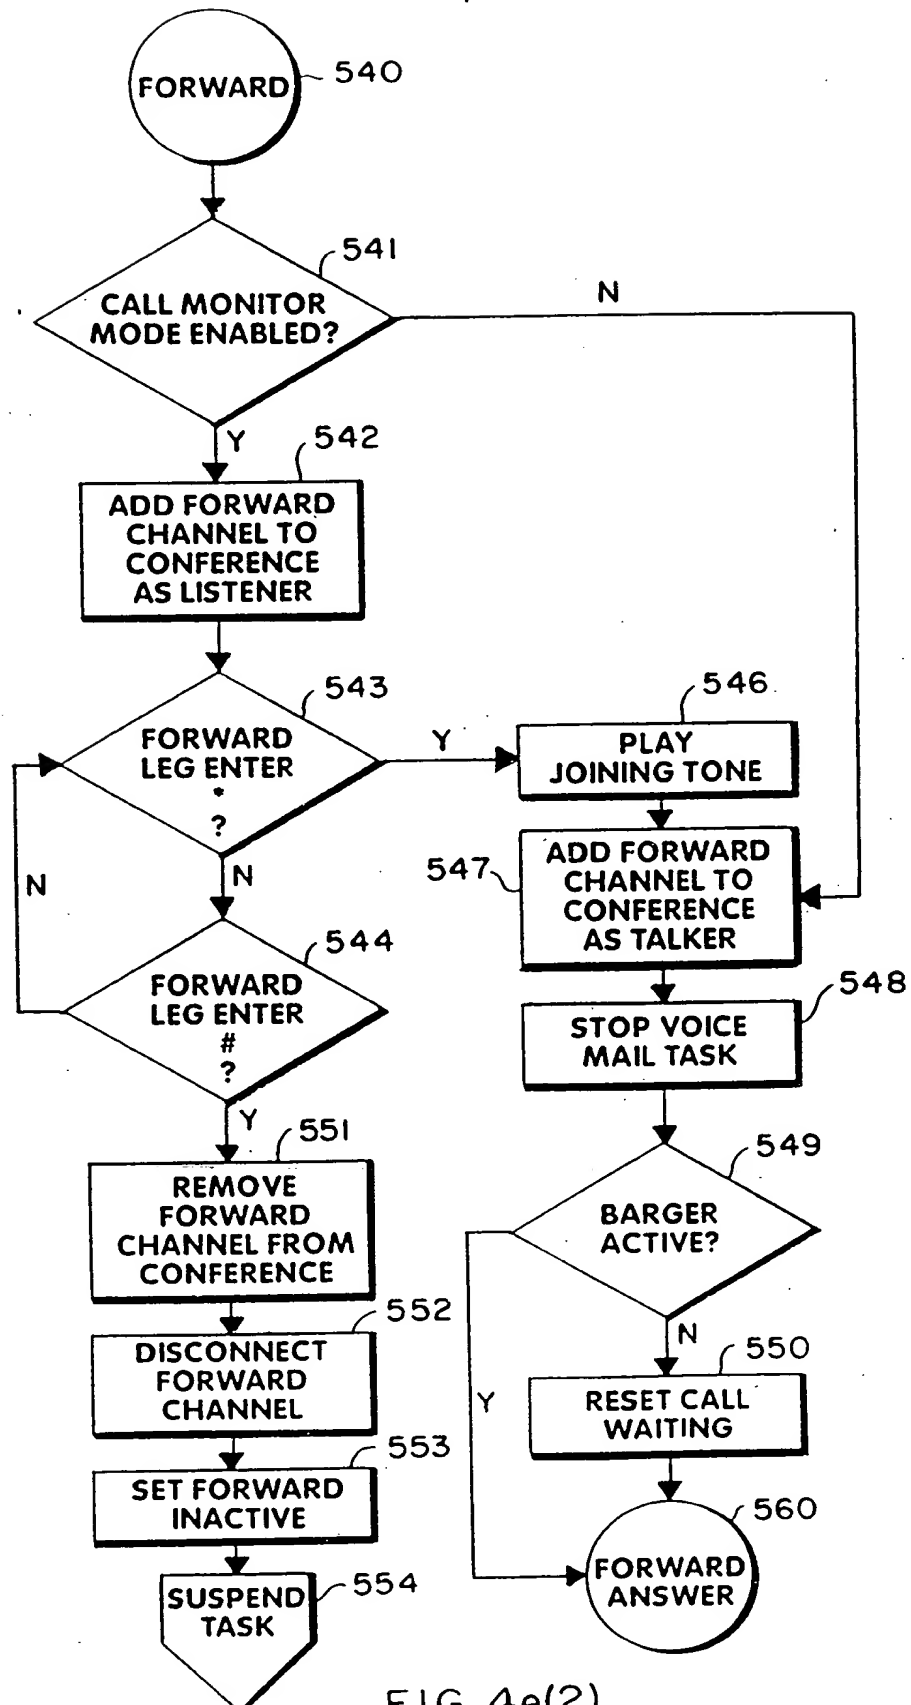 FORWARD
540
541
CALL MONITOR
MODE ENABLED?
N
Y
542
ADD FORWARD
CHANNEL TO
CONFERENCE
AS LISTENER
543
FORWARD
LEG ENTER
*
?
Y
N
N
544
FORWARD
LEG ENTER
#
?
Y
546
PLAY
JOINING TONE
547
ADD FORWARD
CHANNEL TO
CONFERENCE
AS TALKER
548
STOP VOICE
MAIL TASK
549
BARGER
ACTIVE?
N
Y
550
RESET CALL
WAITING
560
FORWARD
ANSWER
551
REMOVE
FORWARD
CHANNEL FROM
CONFERENCE
552
DISCONNECT
FORWARD
CHANNEL
553
SET FORWARD
INACTIVE
554
SUSPEND
TASK
FIG. 4e(2)